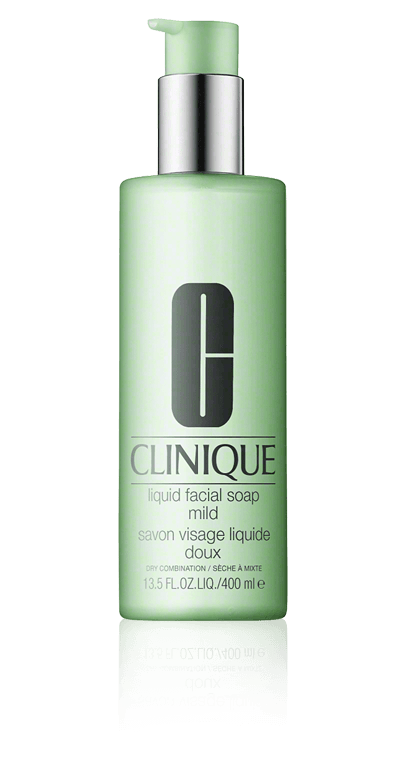 C
CLINIQUE
liquid facial soap
mild
savon visage liquide
doux
DRY COMBINATION / SÈCHE À MIXTE
13.5 FL.OZ.LIQ./400 ml ℮